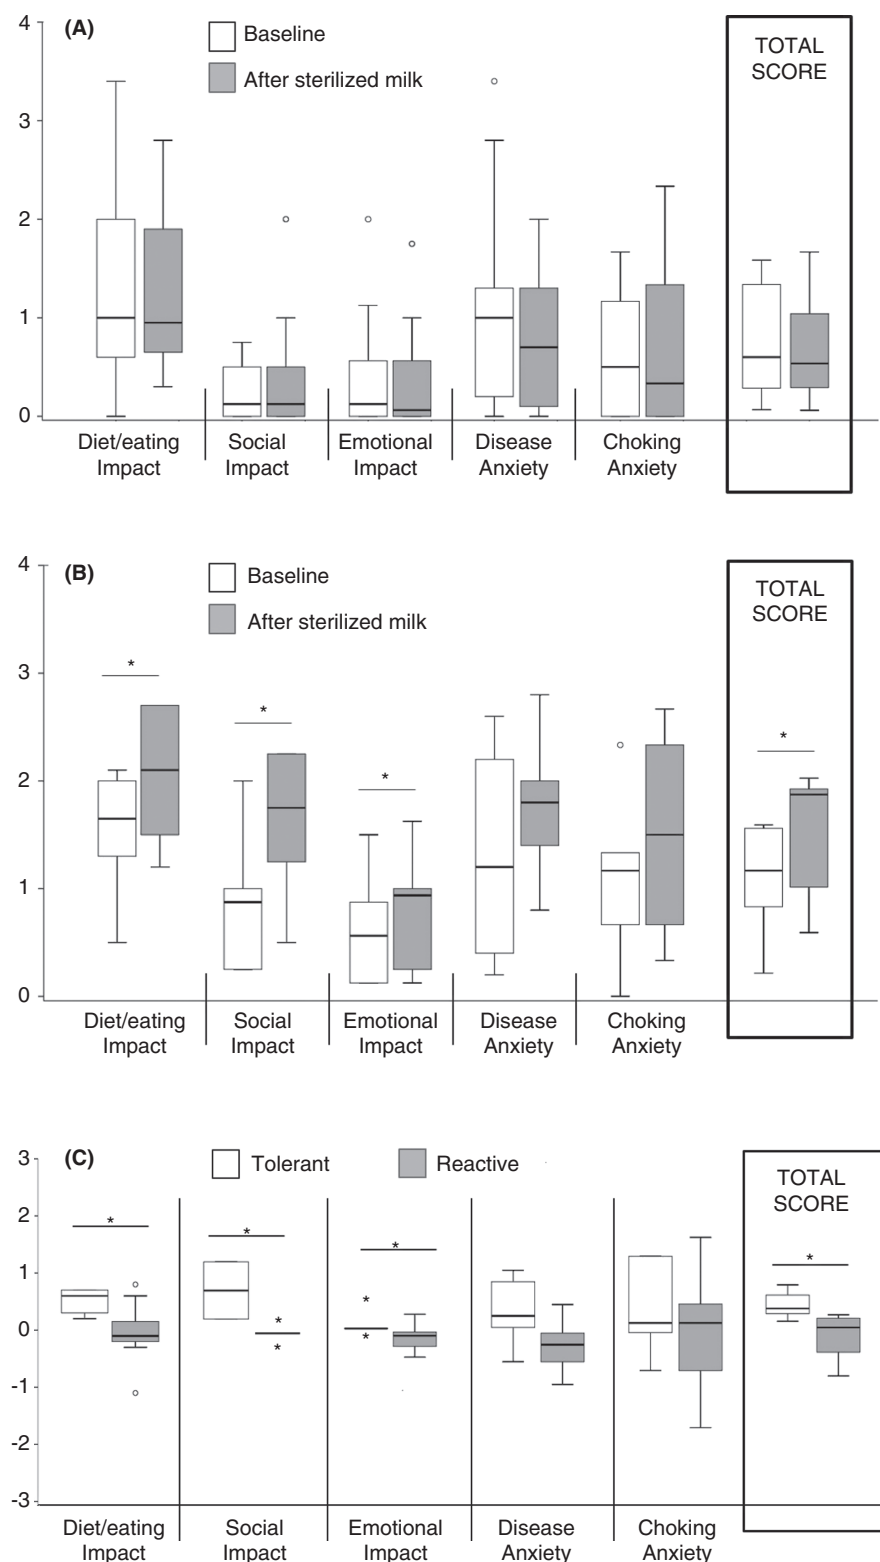 (A)
Baseline
After sterilized milk
TOTAL
SCORE
4
3
2
1
0
Diet/eating
Impact
Social
Impact
Emotional
Impact
Disease
Anxiety
Choking
Anxiety
(B)
Baseline
After sterilized milk
TOTAL
SCORE
4
3
2
1
0
*
*
*
*
Diet/eating
Impact
Social
Impact
Emotional
Impact
Disease
Anxiety
Choking
Anxiety
(C)
Tolerant
Reactive
TOTAL
SCORE
3
2
1
0
-1
-2
-3
*
*
*
*
*
*
*
*
Diet/eating
Impact
Social
Impact
Emotional
Impact
Disease
Anxiety
Choking
Anxiety